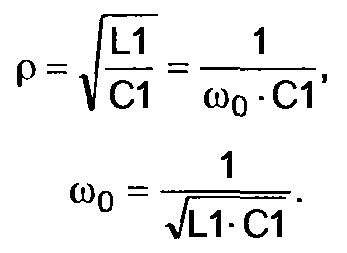 ρ = √(L1/C1) = 1/(ω₀ · C1),
ω₀ = 1/√(L1 · C1).